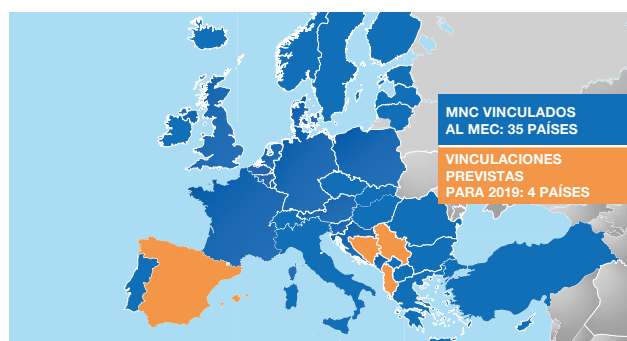 MNC VINCULADOS
AL MEC: 35 PAÍSES
VINCULACIONES
PREVISTAS
PARA 2019: 4 PAÍSES